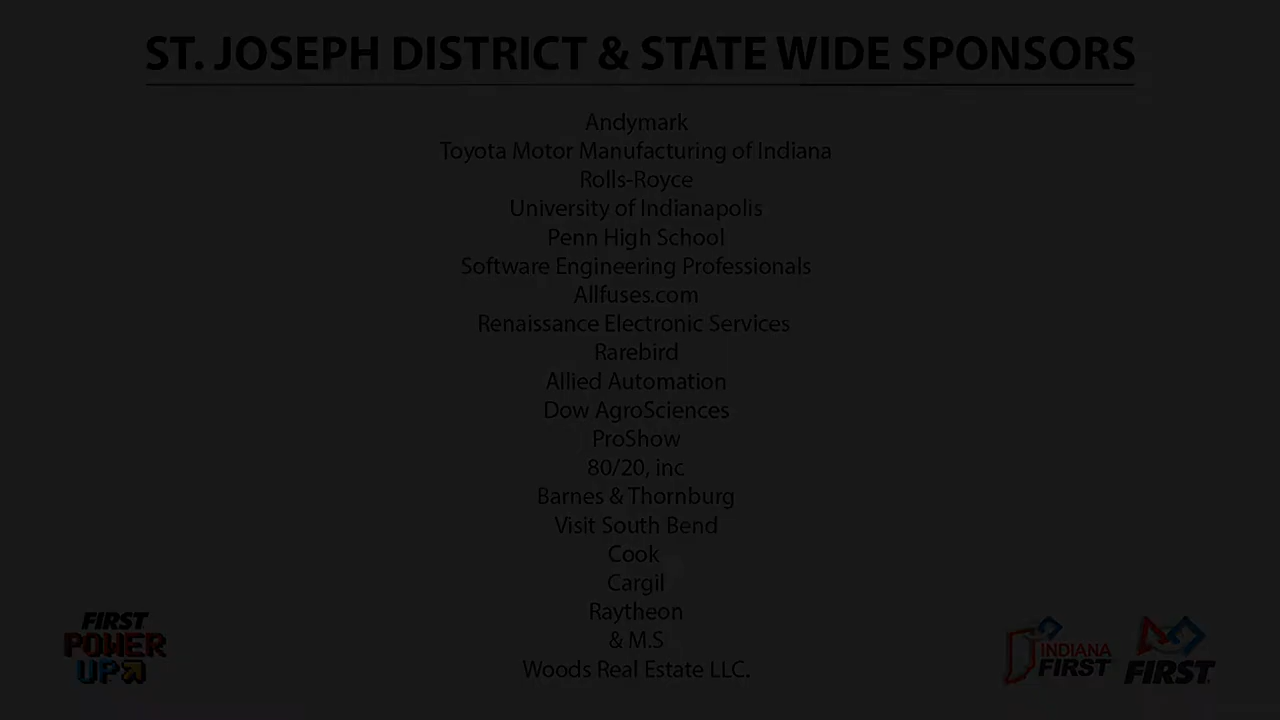 ST. JOSEPH DISTRICT & STATE WIDE SPONSORS
Andymark
Toyota Motor Manufacturing of Indiana
Rolls-Royce
University of Indianapolis
Penn High School
Software Engineering Professionals
Allfuses.com
Renaissance Electronic Services
Rarebird
Allied Automation
Dow AgroSciences
ProShow
80/20, inc
Barnes & Thornburg
Visit South Bend
Cook
Cargil
Raytheon
& M.S
Woods Real Estate LLC.
FIRST
POWER
UP
INDIANA
FIRST
FIRST